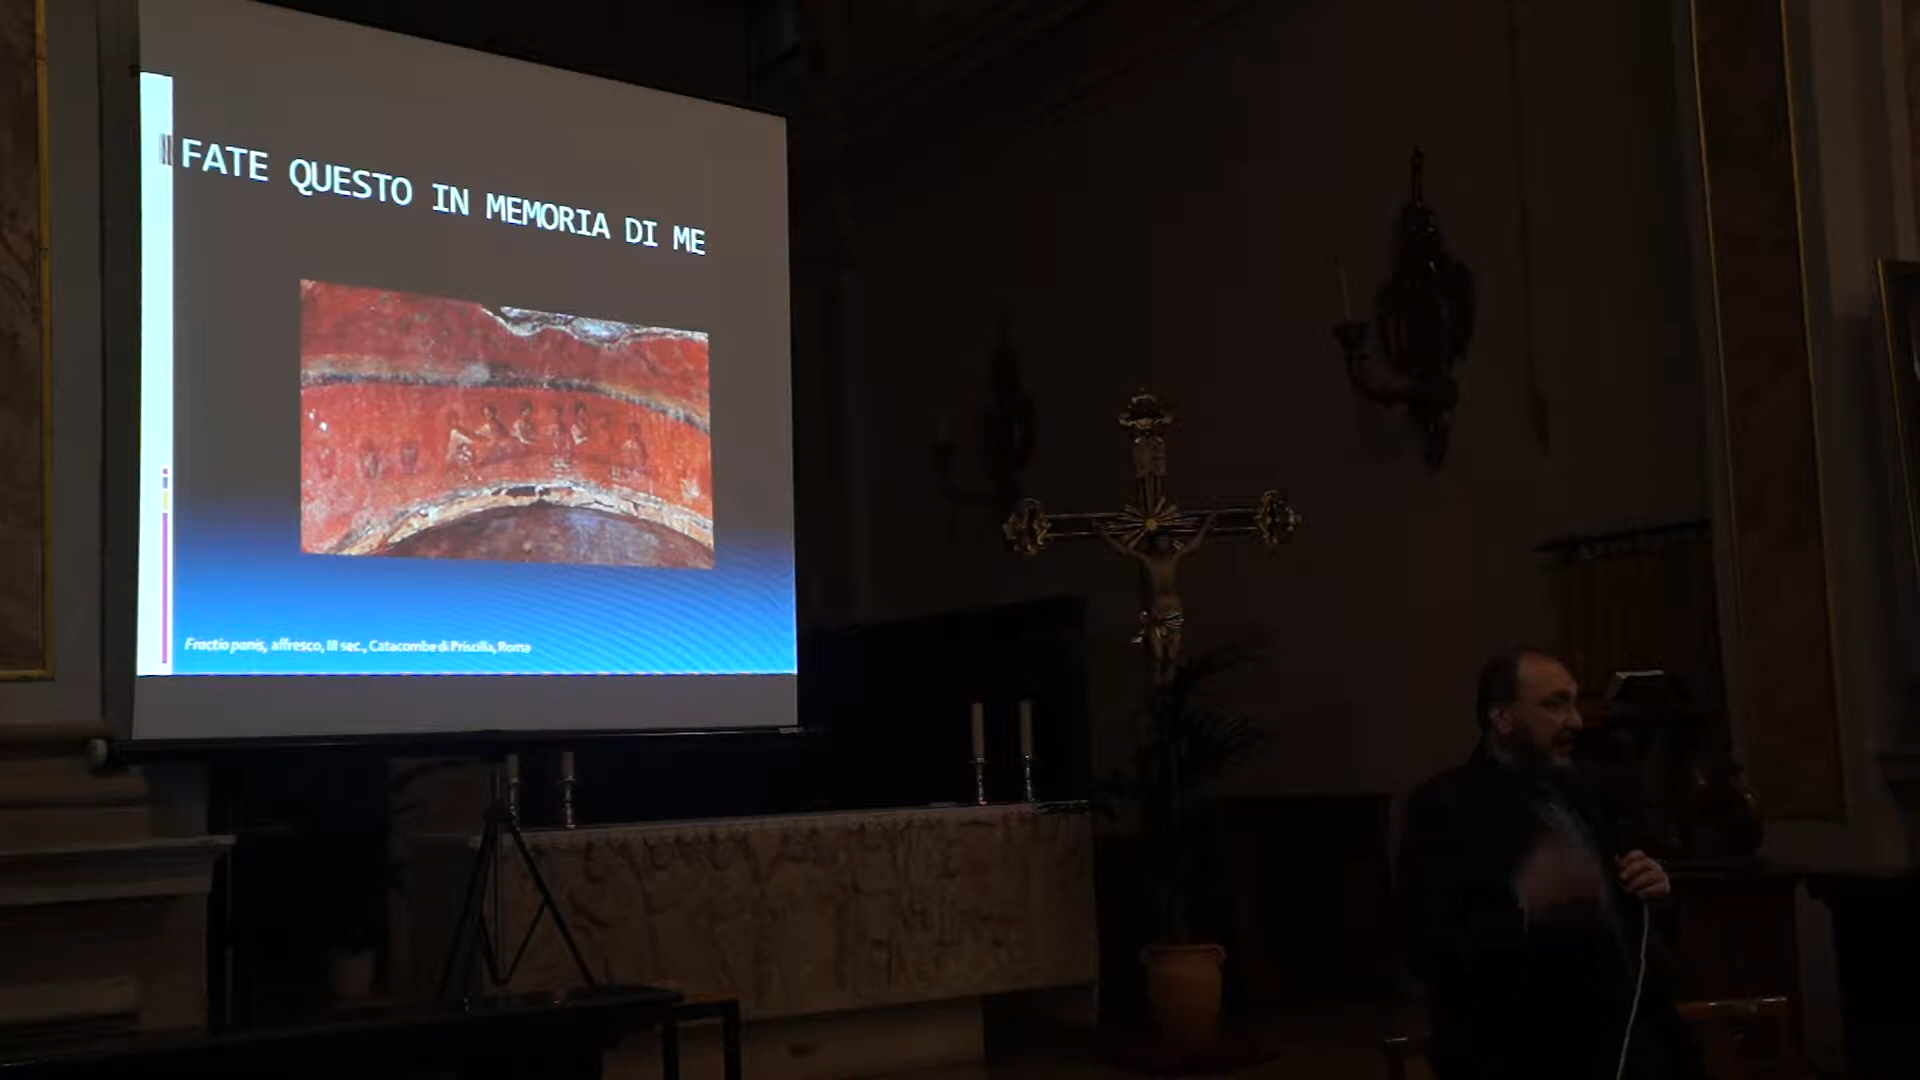 FATE QUESTO IN MEMORIA DI ME
Fractio panis, affresco, III sec., Catacombe di Priscilla, Roma